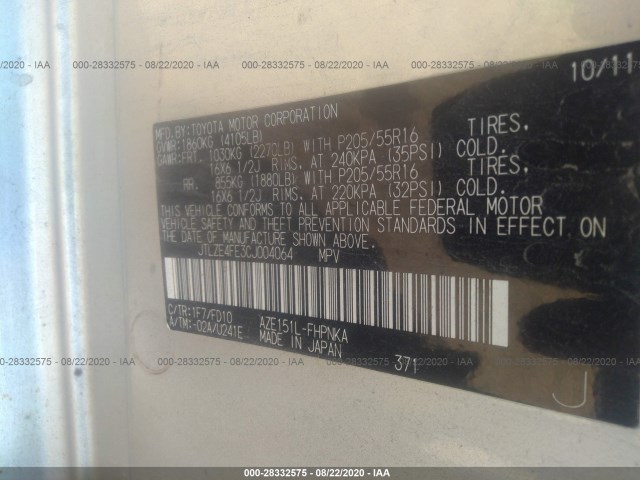 000-28332575 - 08/22/2020 - IAA
10/11
MFD.BY:TOYOTA MOTOR CORPORATION
GVWR:1860KG (4105LB)
GAWR:FRT. 1030KG (2270LB) WITH P205/55R16 TIRES,
16X6 1/2J RIMS, AT 240KPA (35PSI) COLD.
RR. 855KG (1880LB) WITH P205/55R16 TIRES,
16X6 1/2J RIMS, AT 220KPA (32PSI) COLD.
THIS VEHICLE CONFORMS TO ALL APPLICABLE FEDERAL MOTOR
VEHICLE SAFETY AND THEFT PREVENTION STANDARDS IN EFFECT ON
THE DATE OF MANUFACTURE SHOWN ABOVE.
JTLZE4FE3CJ004064 MPV
C/TR:1F7/FD10 AZE151L-FHPNKA
A/TM:-02A/U241E MADE IN JAPAN 371
J
000-28332575 - 08/22/2020 - IAA